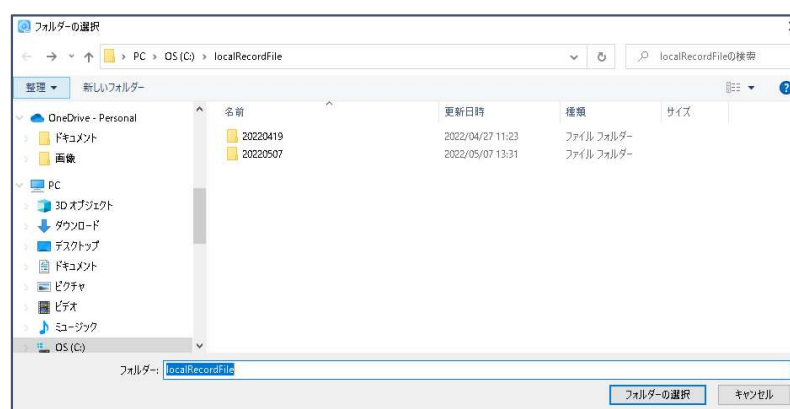 フォルダーの選択
PC › OS (C:) › localRecordFile
localRecordFileの検索
整理 新しいフォルダー
名前 更新日時 種類 サイズ
OneDrive - Personal
ドキュメント
画像
PC
3D オブジェクト
ダウンロード
デスクトップ
ドキュメント
ピクチャ
ビデオ
ミュージック
OS (C:)
20220419 2022/04/27 11:23 ファイル フォルダー
20220507 2022/05/07 13:31 ファイル フォルダー
フォルダー: localRecordFile
フォルダーの選択 キャンセル